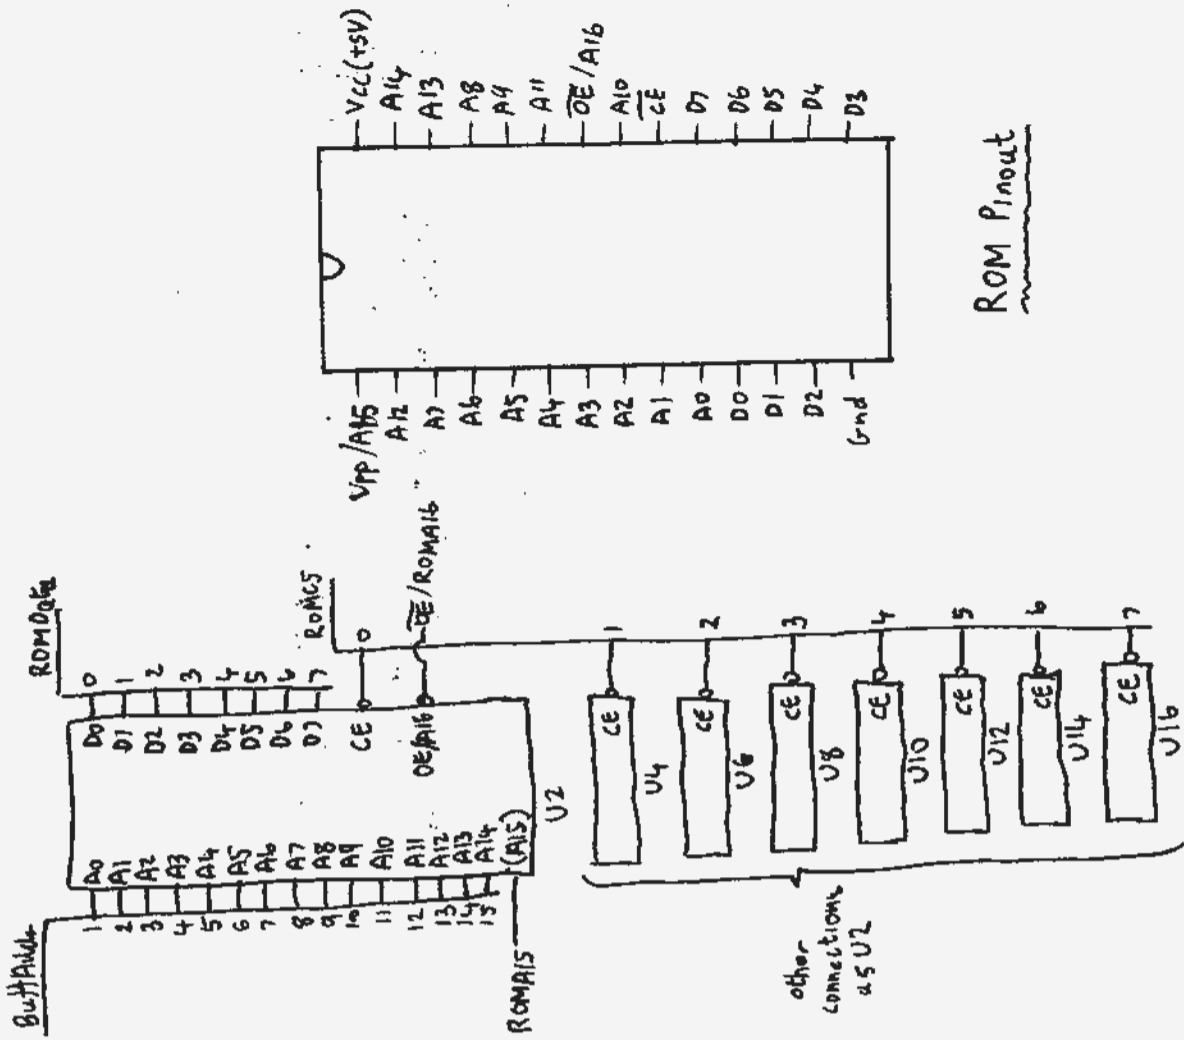 BuffAddr
1 A0
2 A1
3 A2
4 A3
5 A4
6 A5
7 A6
8 A7
9 A8
10 A9
11 A10
12 A11
13 A12
14 A13
15 A14
ROMA15 (A15)
U2
ROMData
D0 0
D1 1
D2 2
D3 3
D4 4
D5 5
D6 6
D7 7
ROMCS
CE 0
OE/A16 OE/ROMA16
CE 1
U4
CE 2
U6
CE 3
U8
CE 4
U10
CE 5
U12
CE 6
U14
CE 7
U16
other
connections
as U2
Vpp/A15
A12
A7
A6
A5
A4
A3
A2
A1
A0
D0
D1
D2
Gnd
Vcc(+5V)
A14
A13
A8
A9
A11
OE/A16
A10
CE
D7
D6
D5
D4
D3
ROM Pinout